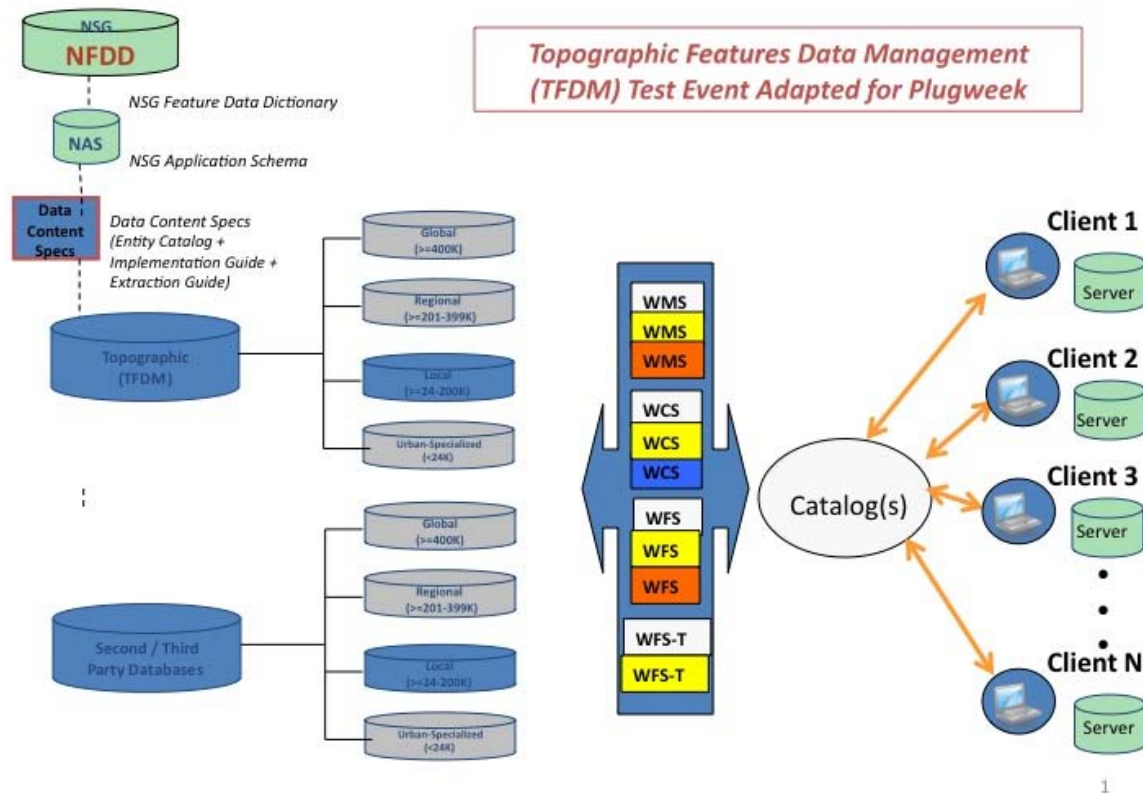 NSG
NFDD
Topographic Features Data Management
(TFDM) Test Event Adapted for Plugweek
NSG Feature Data Dictionary
NAS
NSG Application Schema
Data
Content
Specs
Data Content Specs
(Entity Catalog +
Implementation Guide +
Extraction Guide)
Topographic
(TFDM)
Global
(>=400K)
Regional
(>=201-399K)
Local
(>=24-200K)
Urban-Specialized
(<24K)
Second / Third
Party Databases
Global
(>=400K)
Regional
(>=201-399K)
Local
(>=24-200K)
Urban-Specialized
(<24K)
WMS
WMS
WMS
WCS
WCS
WCS
WFS
WFS
WFS
WFS-T
WFS-T
Catalog(s)
Client 1
Server
Client 2
Server
Client 3
Server
Client N
Server
1